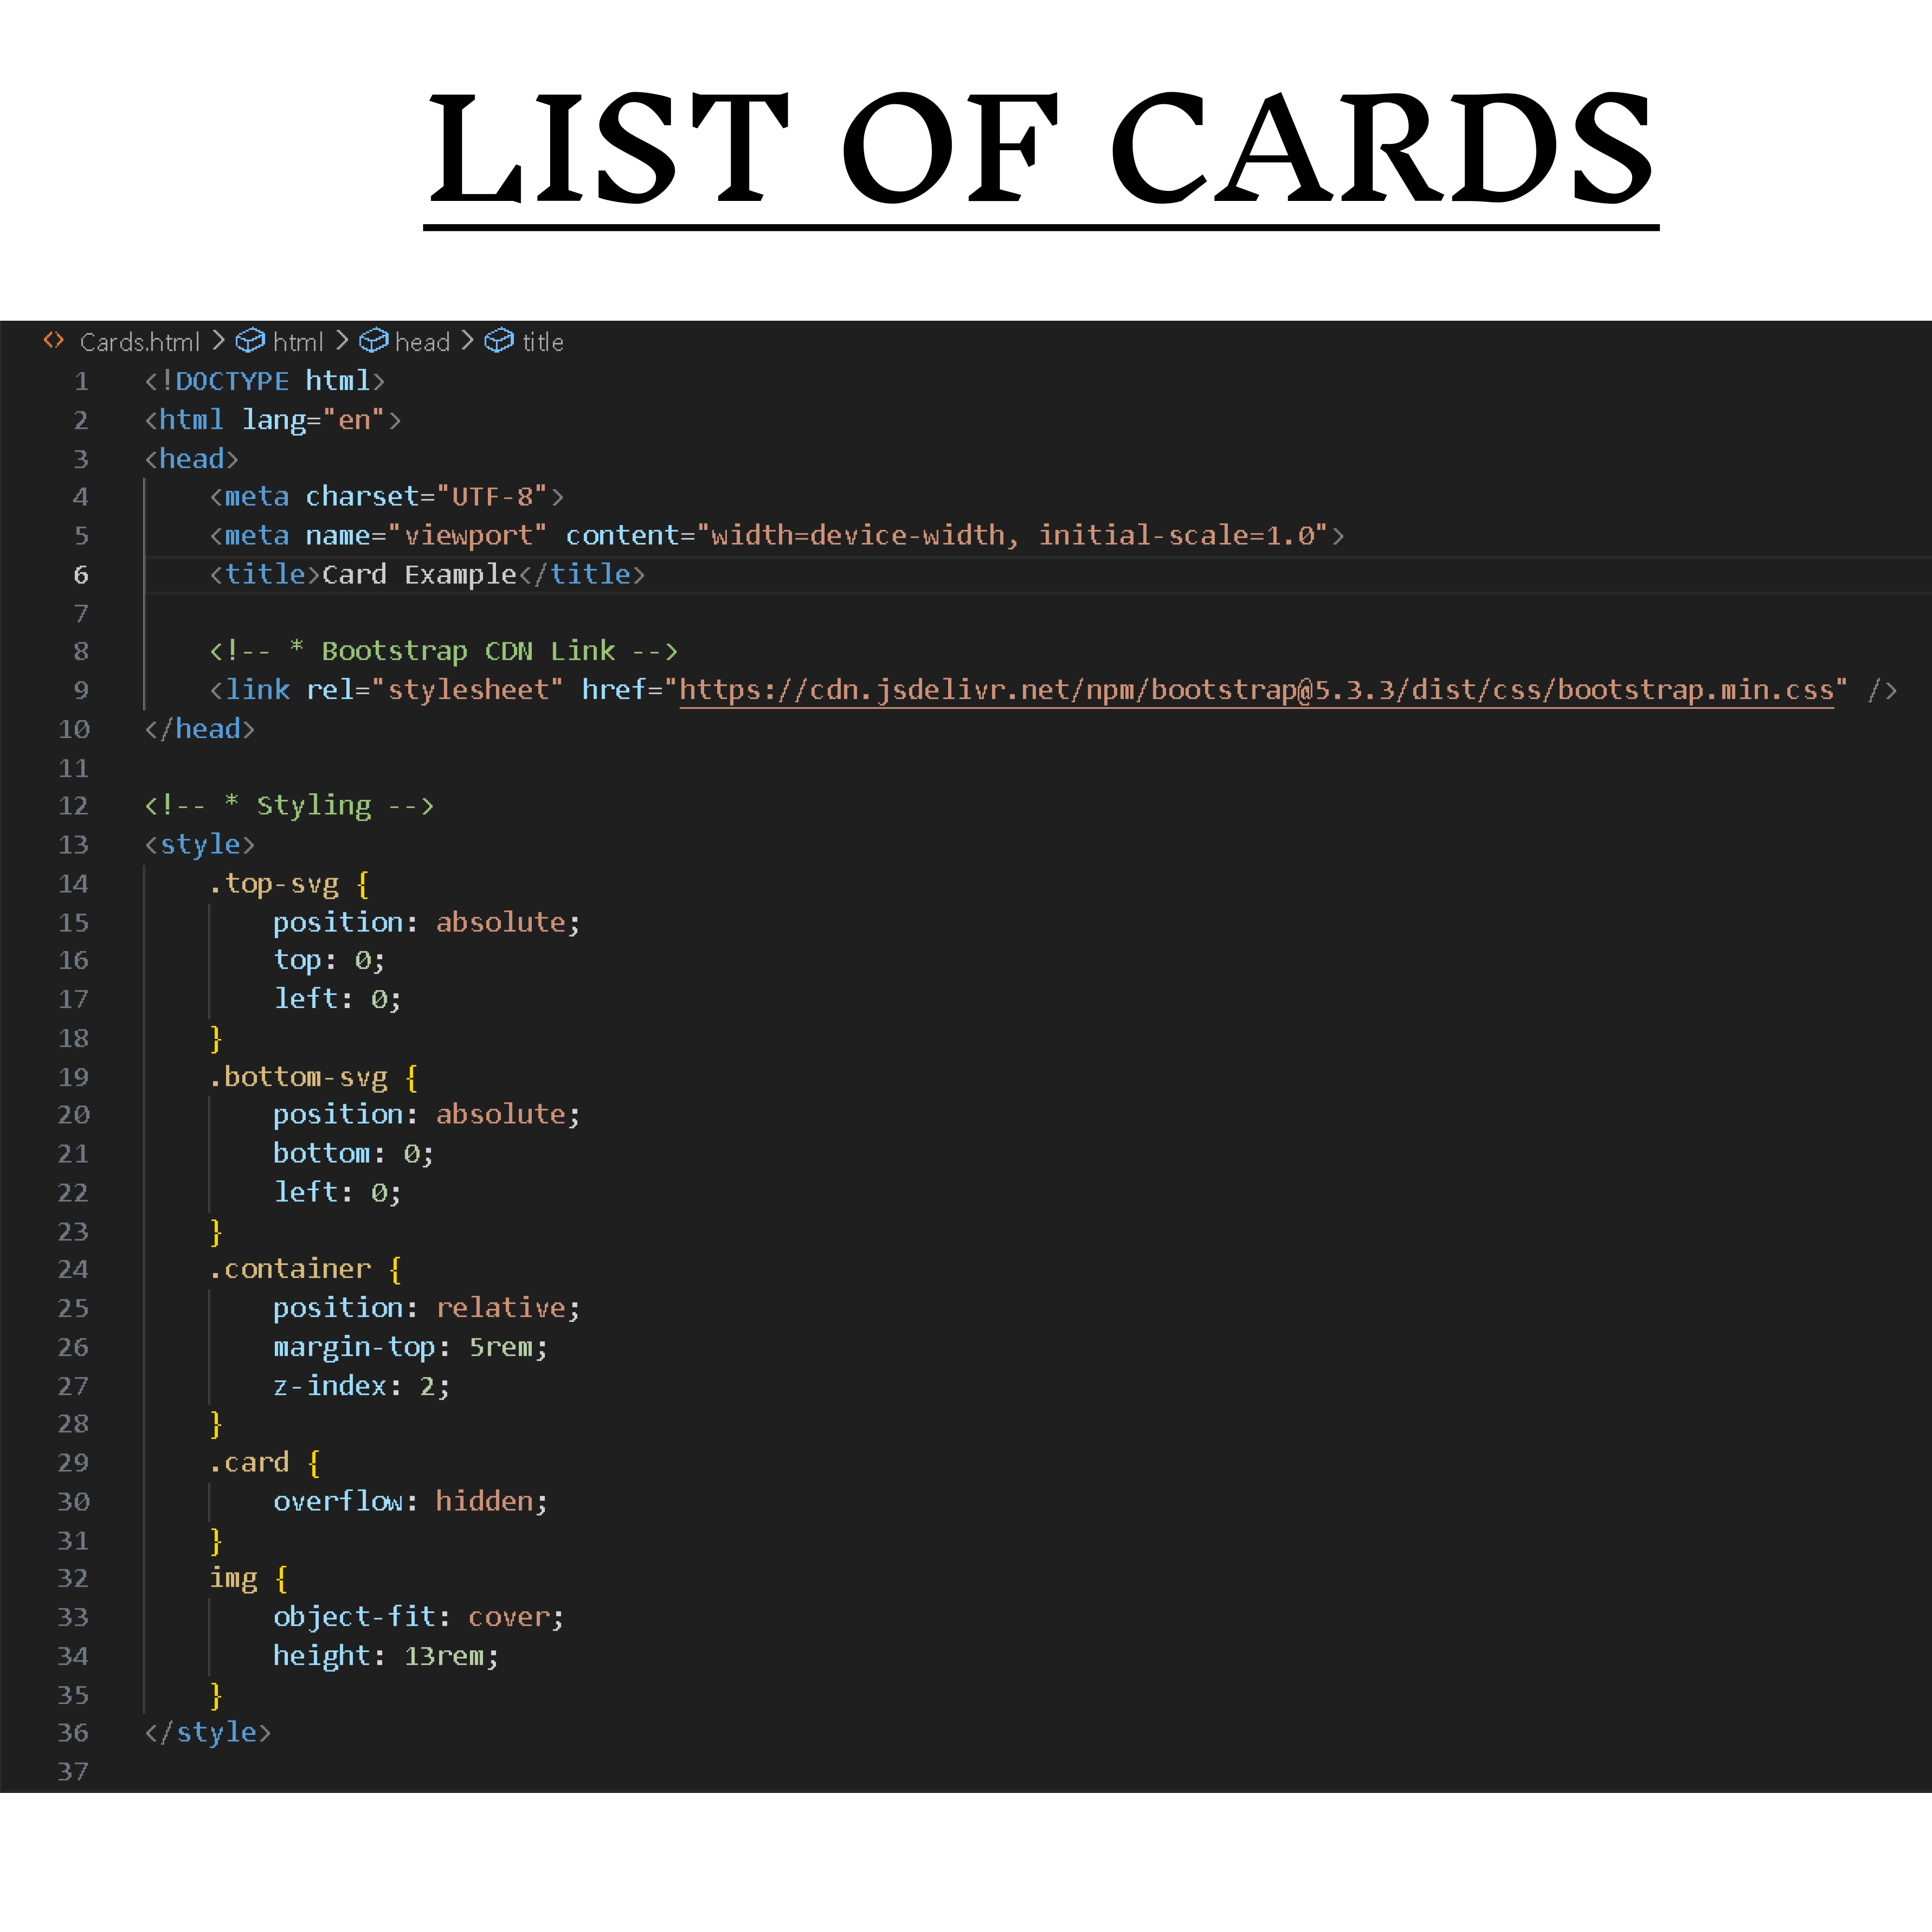 LIST OF CARDS
Cards.html > html > head > title
1 <!DOCTYPE html>
2 <html lang="en">
3 <head>
4     <meta charset="UTF-8">
5     <meta name="viewport" content="width=device-width, initial-scale=1.0">
6     <title>Card Example</title>
7
8     <!-- * Bootstrap CDN Link -->
9     <link rel="stylesheet" href="https://cdn.jsdelivr.net/npm/bootstrap@5.3.3/dist/css/bootstrap.min.css" />
10 </head>
11
12 <!-- * Styling -->
13 <style>
14     .top-svg {
15         position: absolute;
16         top: 0;
17         left: 0;
18     }
19     .bottom-svg {
20         position: absolute;
21         bottom: 0;
22         left: 0;
23     }
24     .container {
25         position: relative;
26         margin-top: 5rem;
27         z-index: 2;
28     }
29     .card {
30         overflow: hidden;
31     }
32     img {
33         object-fit: cover;
34         height: 13rem;
35     }
36 </style>
37